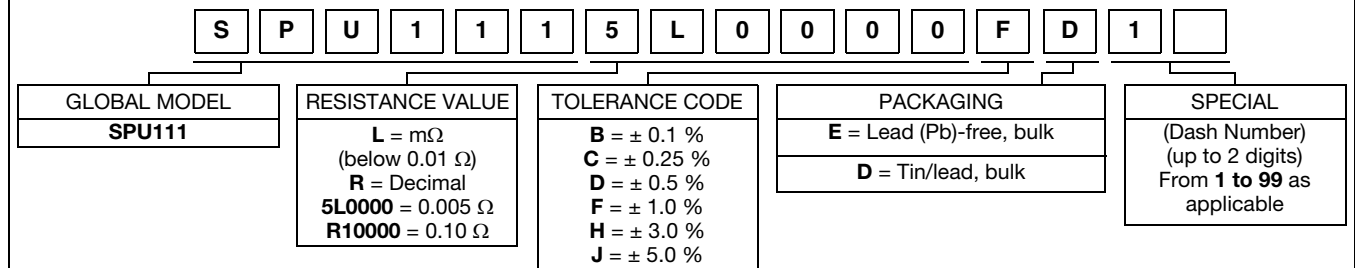 S P U 1 1 1 5 L 0 0 0 0 F D 1
GLOBAL MODEL
SPU111
RESISTANCE VALUE
L = mΩ
(below 0.01 Ω)
R = Decimal
5L0000 = 0.005 Ω
R10000 = 0.10 Ω
TOLERANCE CODE
B = ± 0.1 %
C = ± 0.25 %
D = ± 0.5 %
F = ± 1.0 %
H = ± 3.0 %
J = ± 5.0 %
PACKAGING
E = Lead (Pb)-free, bulk
D = Tin/lead, bulk
SPECIAL
(Dash Number)
(up to 2 digits)
From 1 to 99 as
applicable